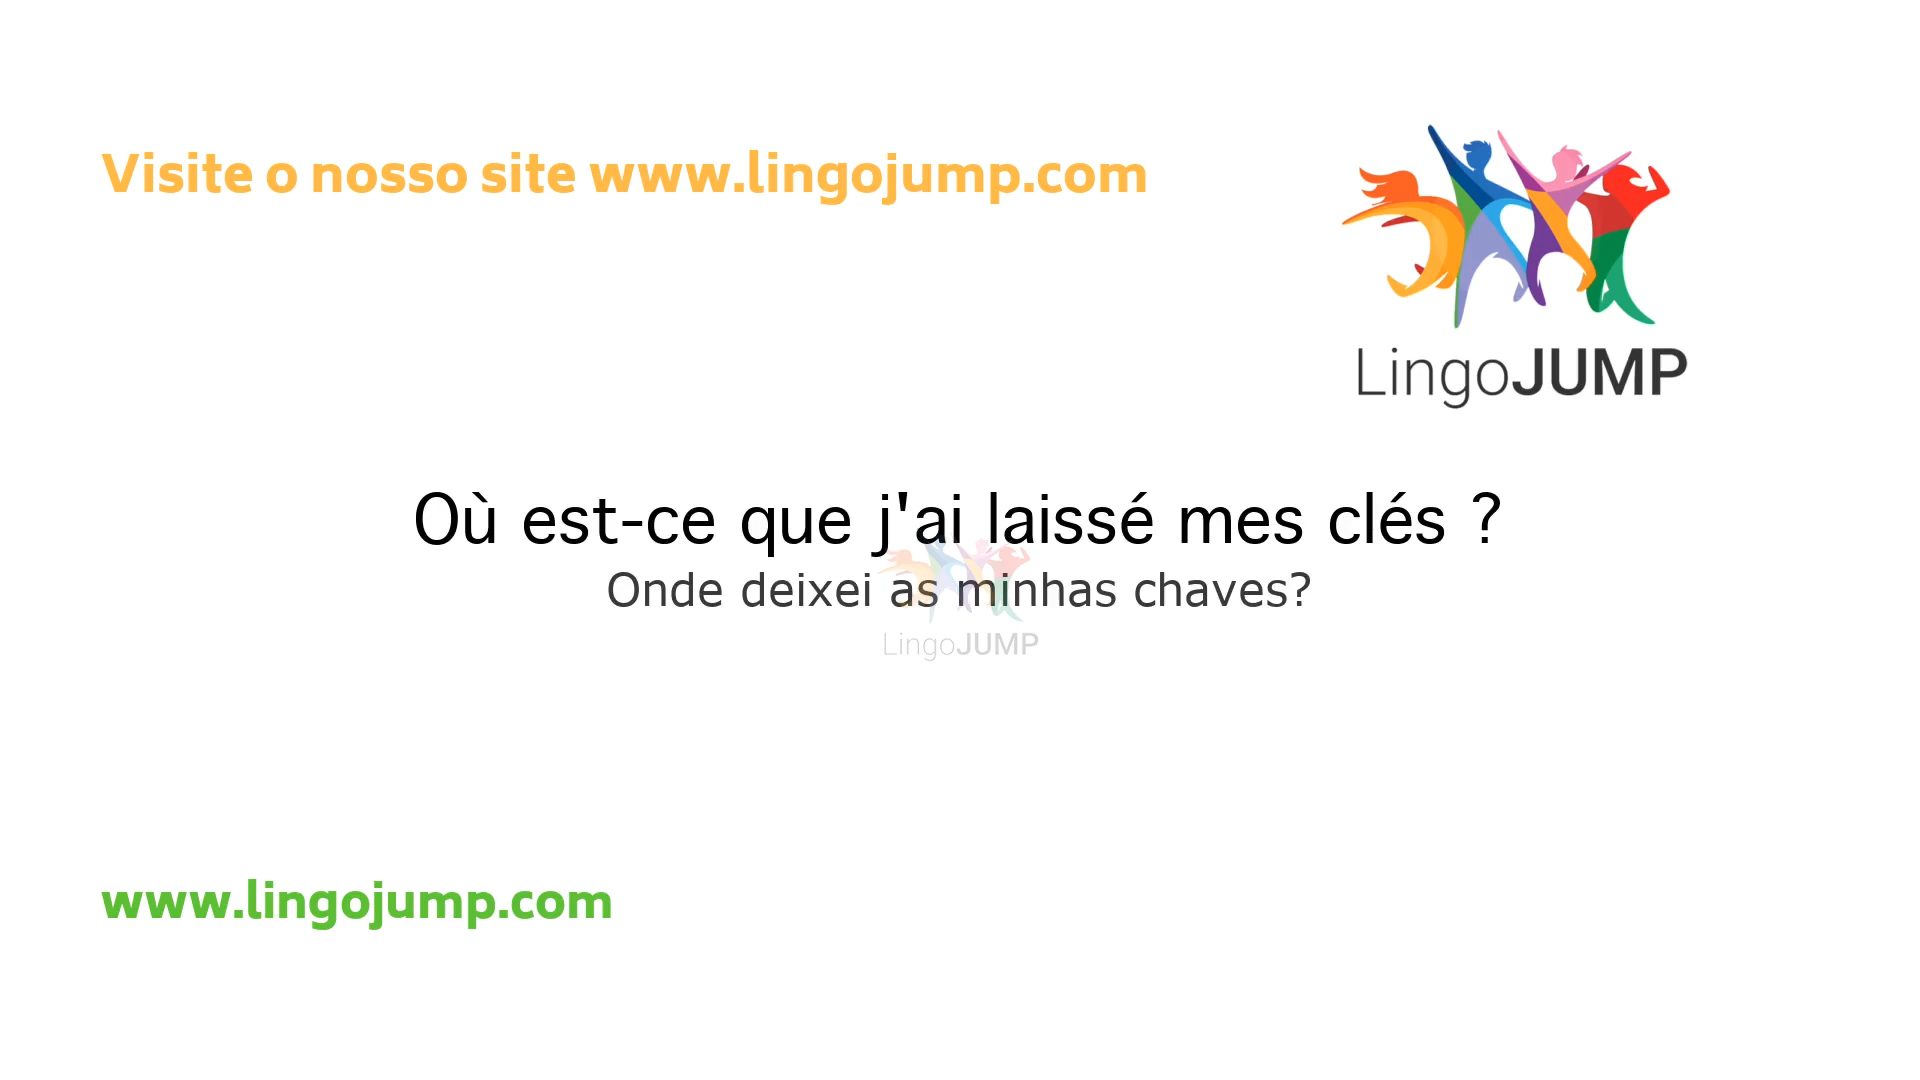 Visite o nosso site www.lingojump.com
LingoJUMP
Où est-ce que j'ai laissé mes clés ?
Onde deixei as minhas chaves?
LingoJUMP
www.lingojump.com